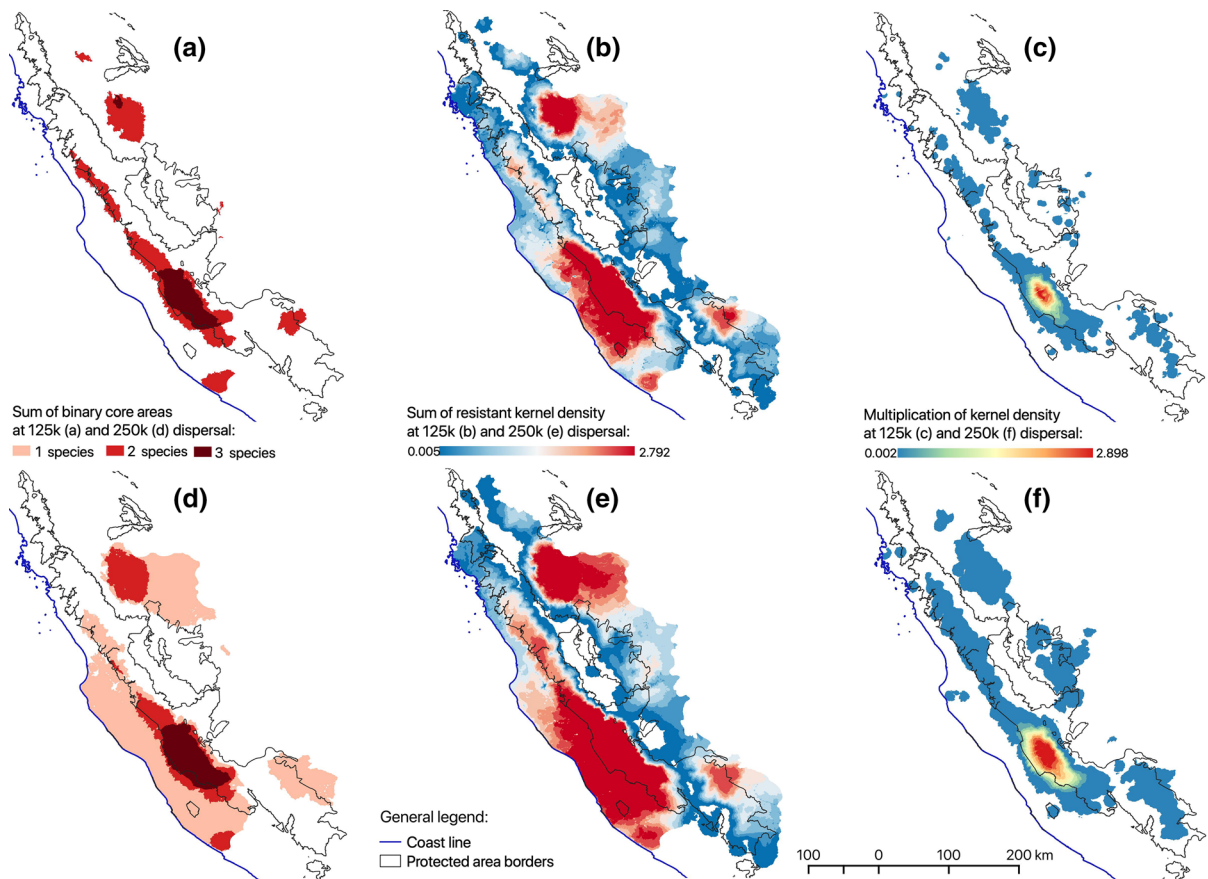 (a)
(b)
(c)
Sum of binary core areas
at 125k (a) and 250k (d) dispersal:
1 species 2 species 3 species
Sum of resistant kernel density
at 125k (b) and 250k (e) dispersal:
0.005 2.792
Multiplication of kernel density
at 125k (c) and 250k (f) dispersal:
0.002 2.898
(d)
(e)
(f)
General legend:
Coast line
Protected area borders
100 0 100 200 km